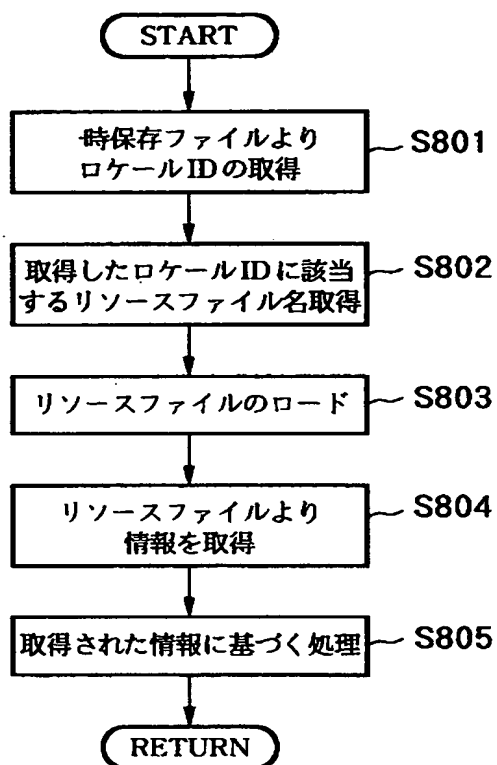 START
一時保存ファイルより
ロケールIDの取得
S801
取得したロケールIDに該当
するリソースファイル名取得
S802
リソースファイルのロード
S803
リソースファイルより
情報を取得
S804
取得された情報に基づく処理
S805
RETURN